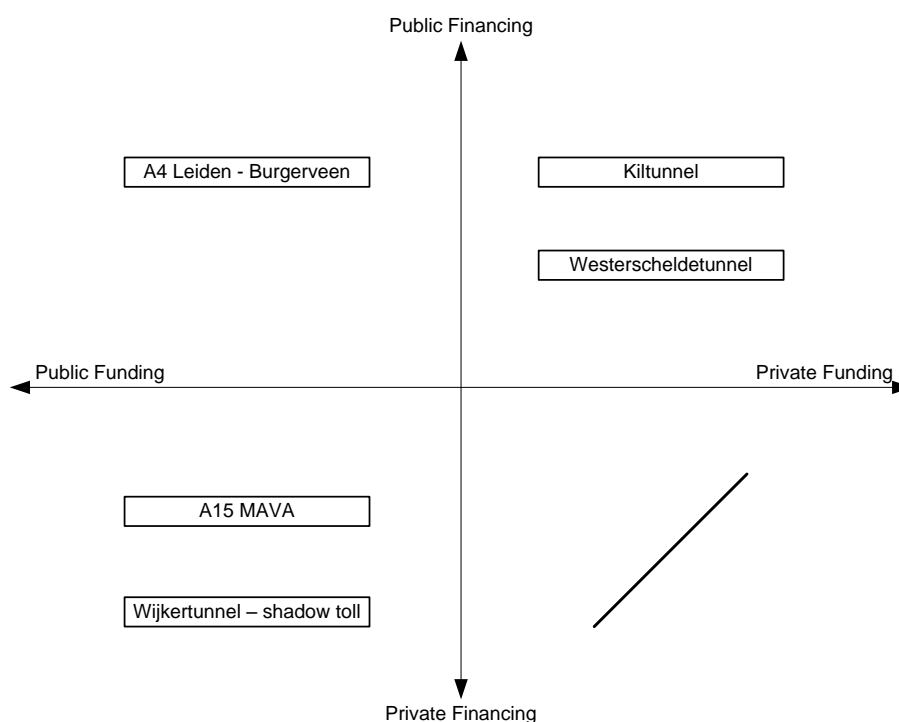 Public Financing
A4 Leiden - Burgerveen
Kiltunnel
Westerscheldetunnel
Public Funding
Private Funding
A15 MAVA
Wijkertunnel – shadow toll
Private Financing